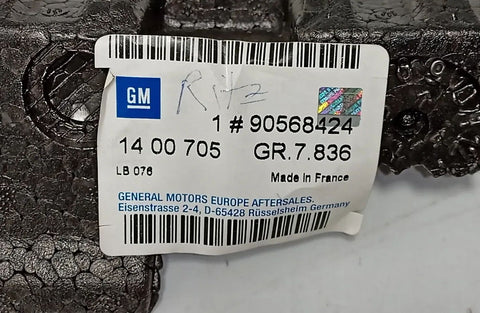 GM
Ritz
1 # 90568424
14 00 705 GR.7.836
LB 076 Made in France
GENERAL MOTORS EUROPE AFTERSALES.
Eisenstrasse 2-4, D-65428 Rüsselsheim Germany